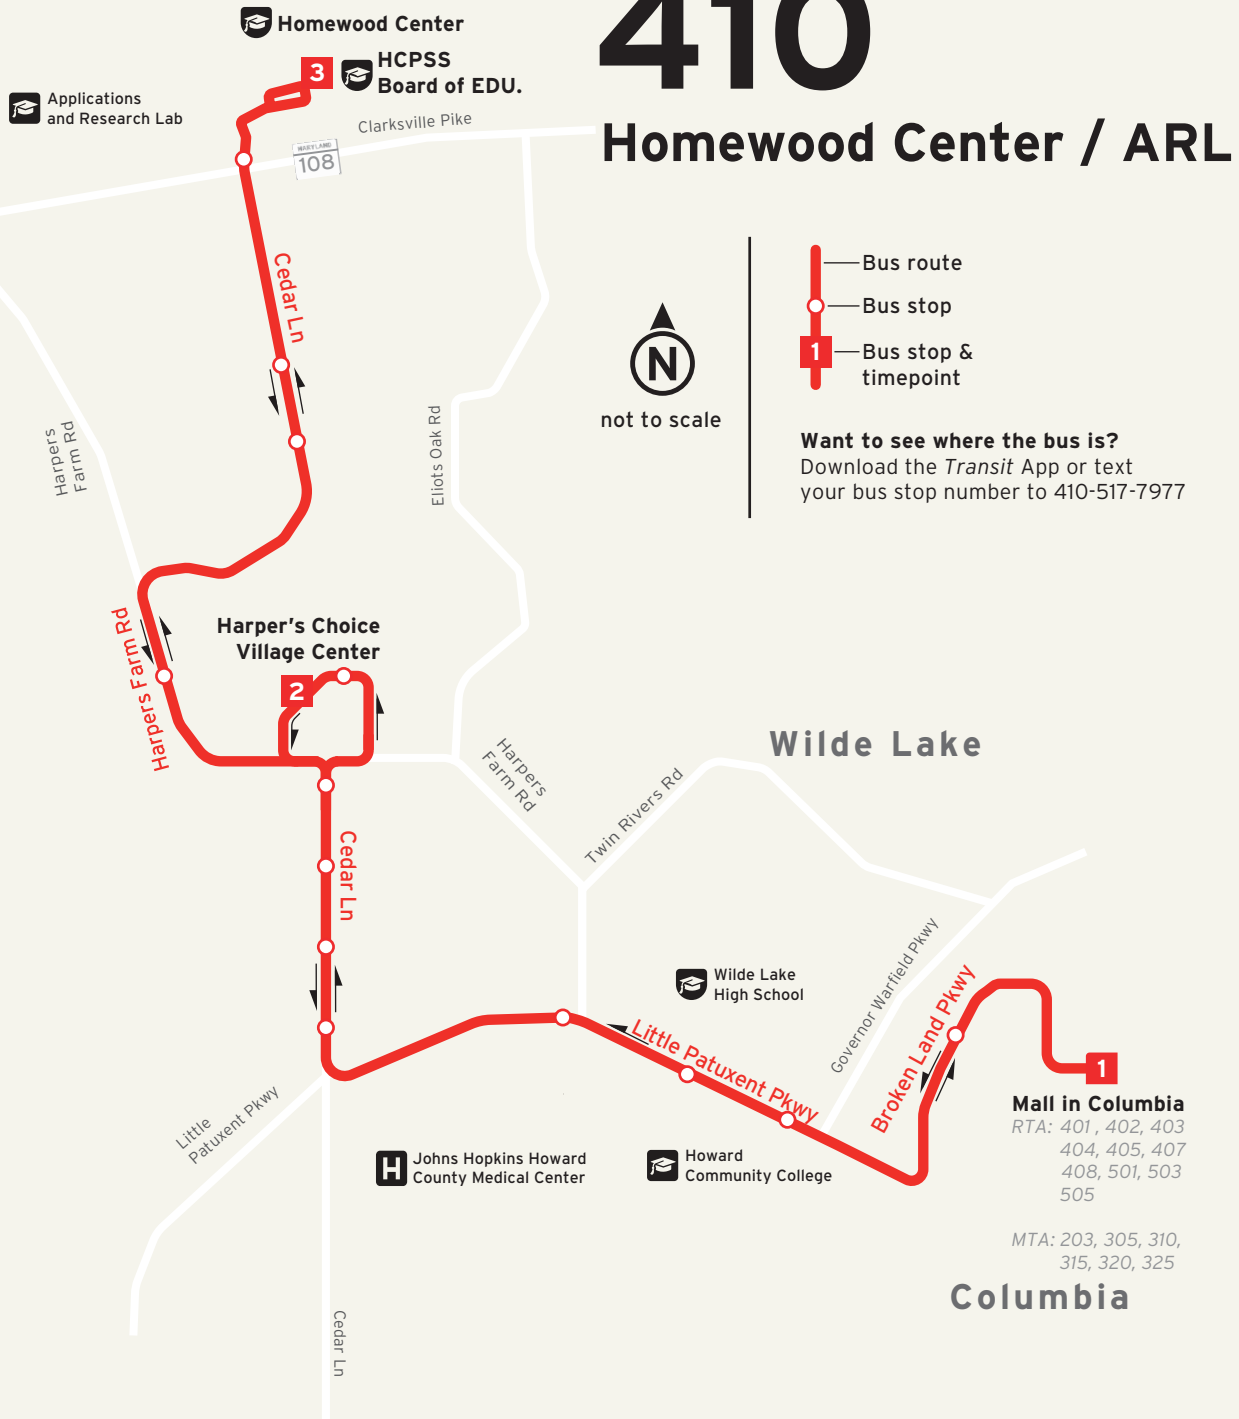 410
Homewood Center / ARL
Homewood Center
3
HCPSS
Board of EDU.
Applications
and Research Lab
Clarksville Pike
MARYLAND
108
Cedar Ln
Bus route
Bus stop
1
Bus stop &
timepoint
N
not to scale
Want to see where the bus is?
Download the Transit App or text
your bus stop number to 410-517-7977
Harpers
Farm Rd
Eliots Oak Rd
Harpers Farm Rd
Harper's Choice
Village Center
2
Harpers
Farm Rd
Twin Rivers Rd
Wilde Lake
Cedar Ln
Wilde Lake
High School
Governor Warfield Pkwy
Broken Land Pkwy
Little Patuxent Pkwy
1
Mall in Columbia
RTA: 401 , 402, 403
404, 405, 407
408, 501, 503
505
MTA: 203, 305, 310,
315, 320, 325
Columbia
Little
Patuxent Pkwy
H
Johns Hopkins Howard
County Medical Center
Howard
Community College
Cedar Ln